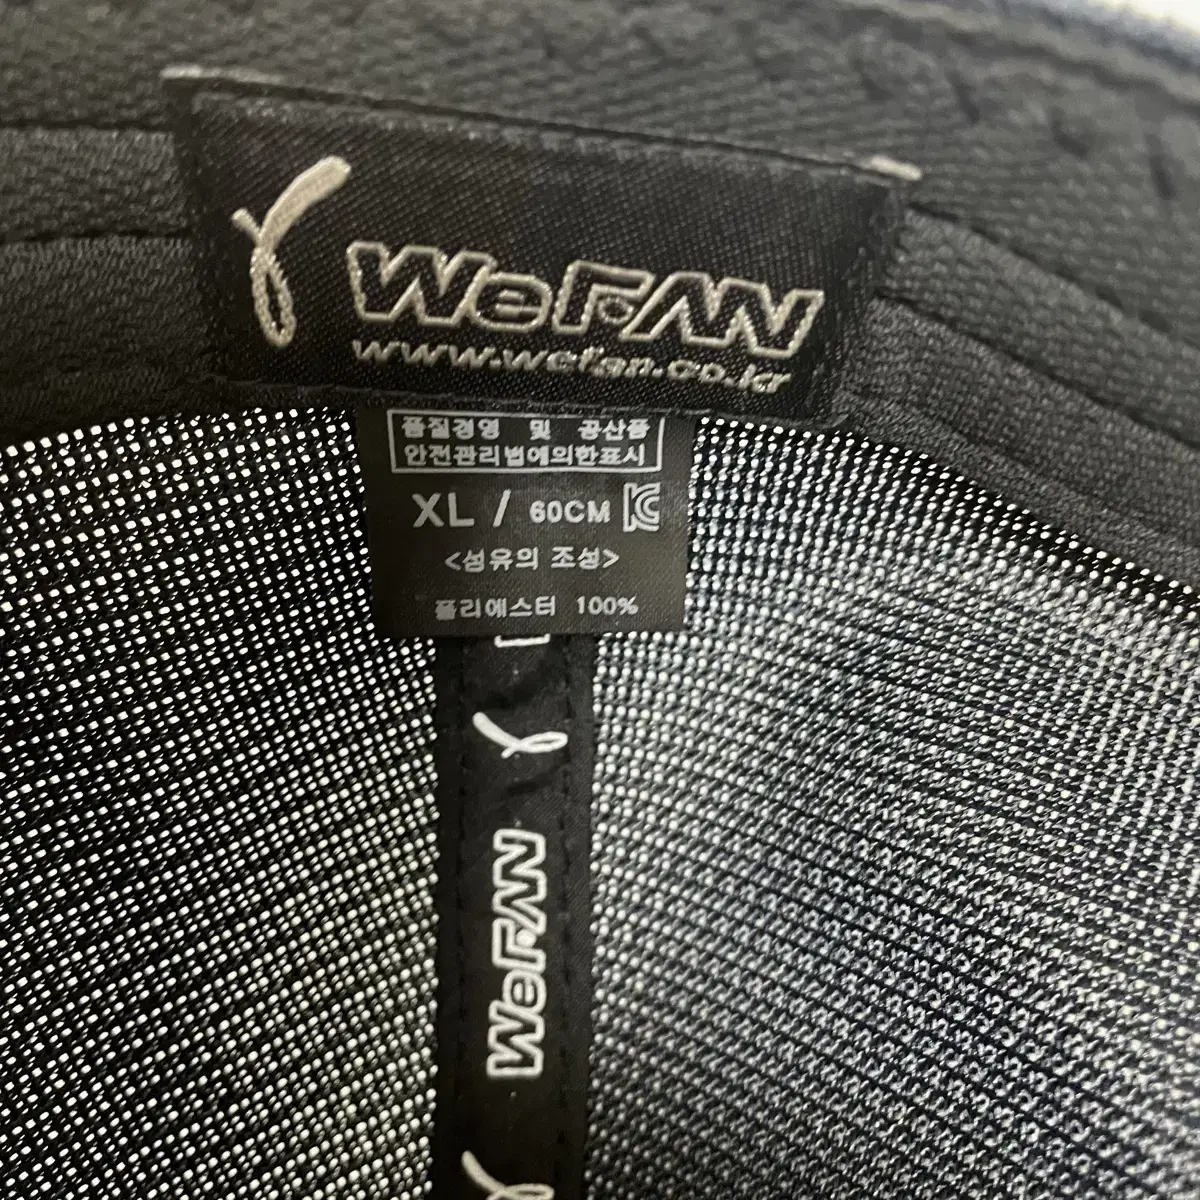 WeFAN
www.wefan.co.kr
품질경영 및 공산품
안전관리법에의한표시
XL / 60CM
<섬유의 조성>
폴리에스터 100%
WeFAN